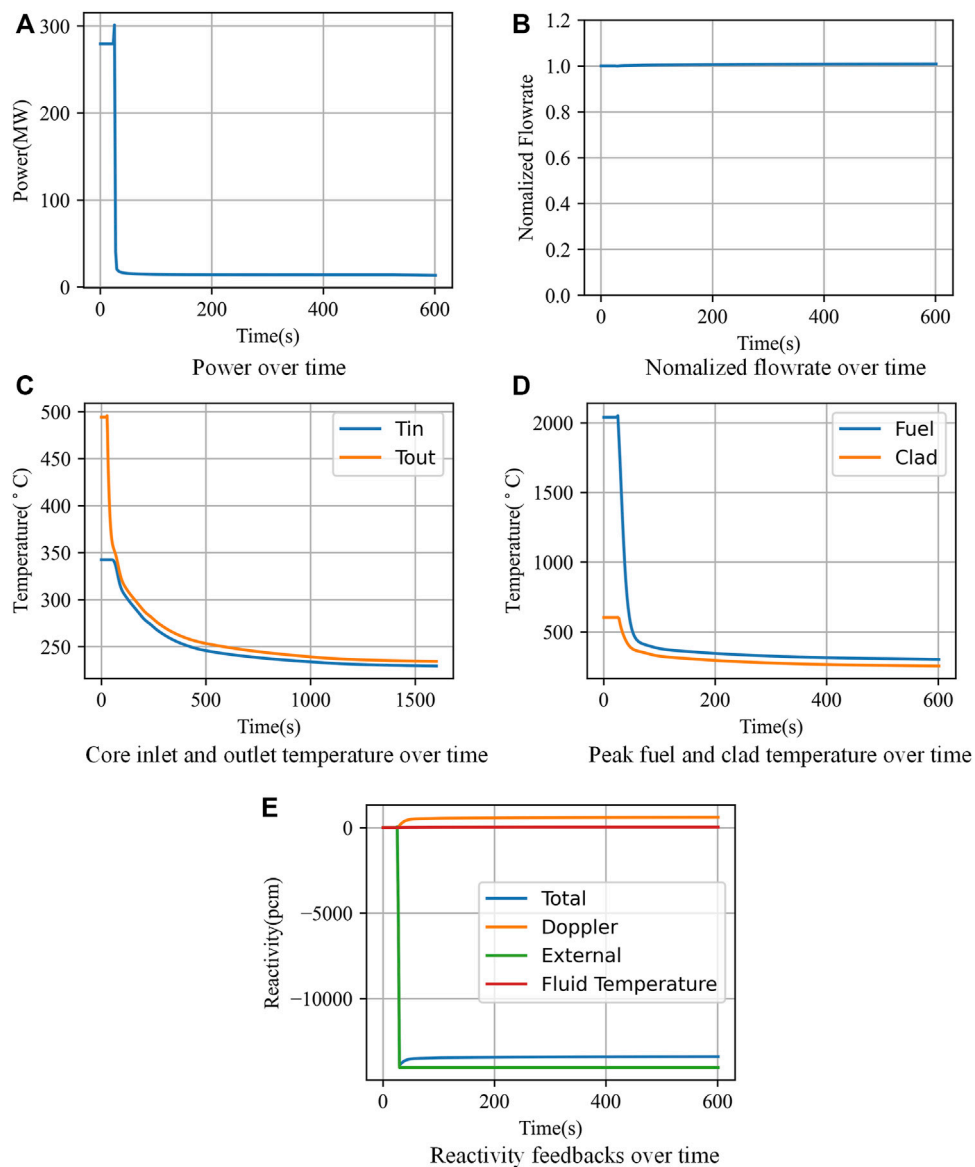 A
300
200
100
0
Power(MW)
0 200 400 600
Time(s)
Power over time
B
1.2
1.0
0.8
0.6
0.4
0.2
0.0
Nomalized Flowrate
0 200 400 600
Time(s)
Nomalized flowrate over time
C
500
450
400
350
300
250
Temperature(°C)
Tin
Tout
0 500 1000 1500
Time(s)
Core inlet and outlet temperature over time
D
2000
1500
1000
500
Temperature(°C)
Fuel
Clad
0 200 400 600
Time(s)
Peak fuel and clad temperature over time
E
0
−5000
−10000
Reactivity(pcm)
Total
Doppler
External
Fluid Temperature
0 200 400 600
Time(s)
Reactivity feedbacks over time